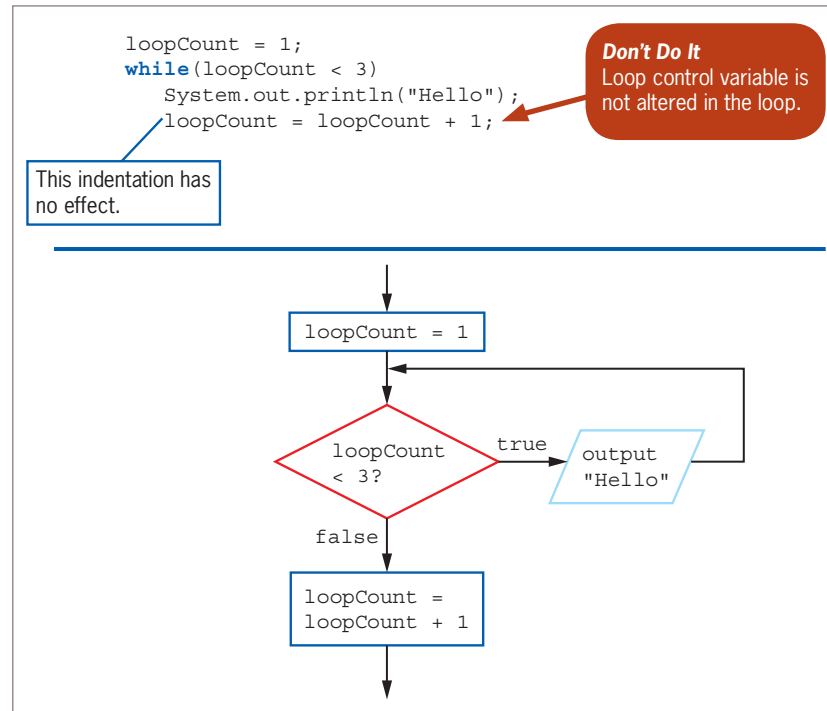 loopCount = 1;
while(loopCount < 3)
System.out.println("Hello");
loopCount = loopCount + 1;
Don't Do It
Loop control variable is
not altered in the loop.
This indentation has
no effect.
loopCount = 1
loopCount
< 3?
true
output
"Hello"
false
loopCount =
loopCount + 1